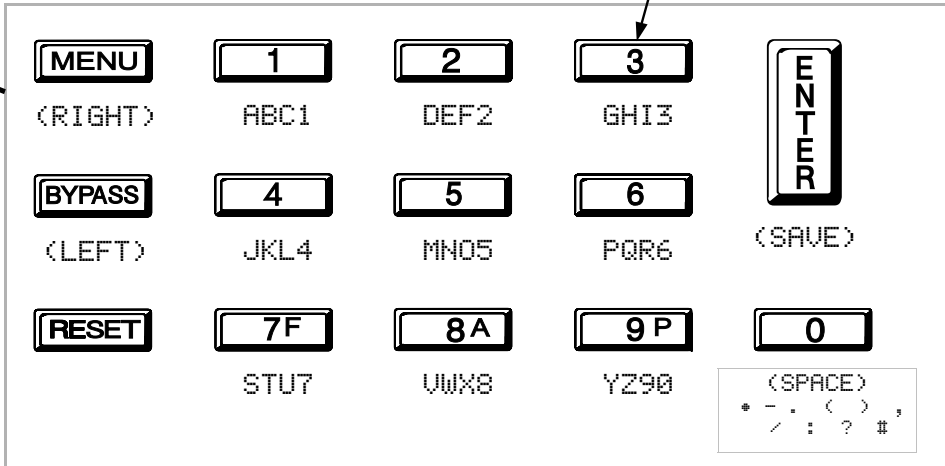 MENU 1 2 3 ENTER
(RIGHT) ABC1 DEF2 GHI3
BYPASS 4 5 6
(LEFT) JKL4 MNO5 PQR6 (SAVE)
RESET 7F 8A 9P 0
STU7 VWX8 YZ90 (SPACE)
* - . ( ) ,
/ : ? #